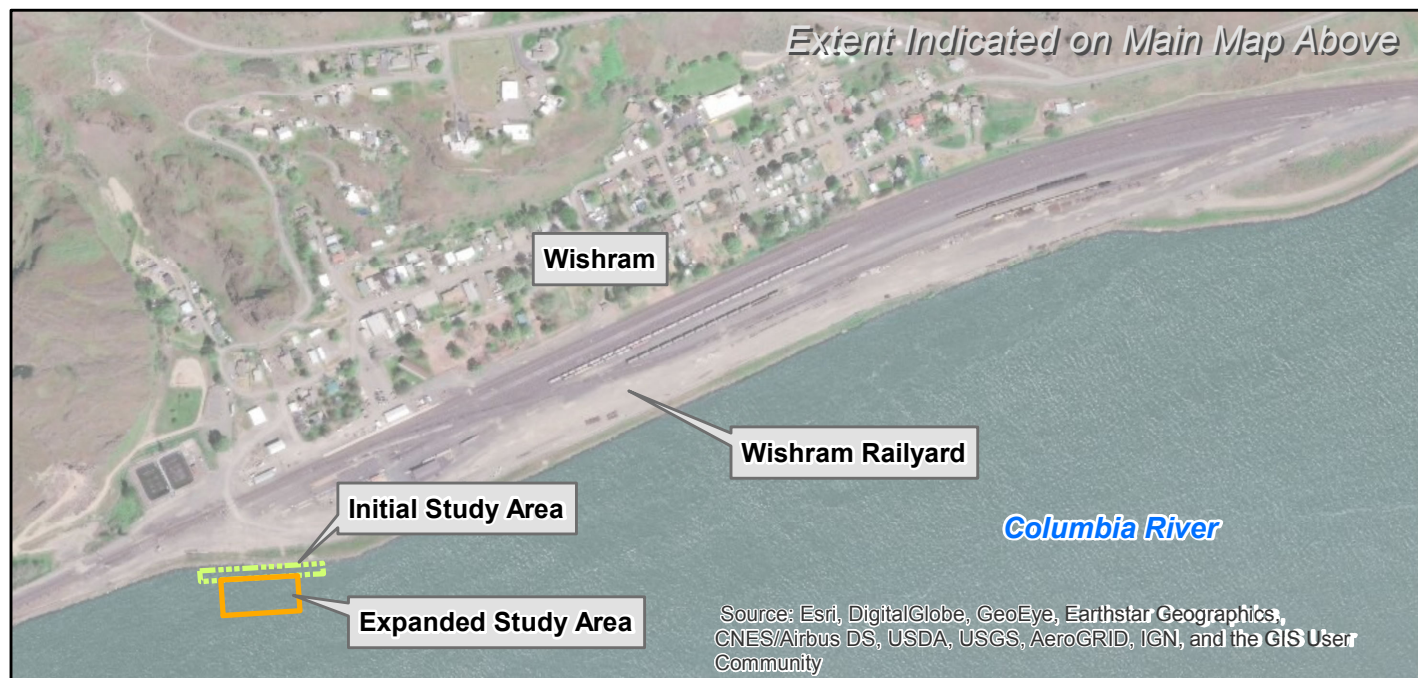 Extent Indicated on Main Map Above
Wishram
Wishram Railyard
Initial Study Area
Columbia River
Expanded Study Area
Source: Esri, DigitalGlobe, GeoEye, Earthstar Geographics,
CNES/Airbus DS, USDA, USGS, AeroGRID, IGN, and the GIS User
Community